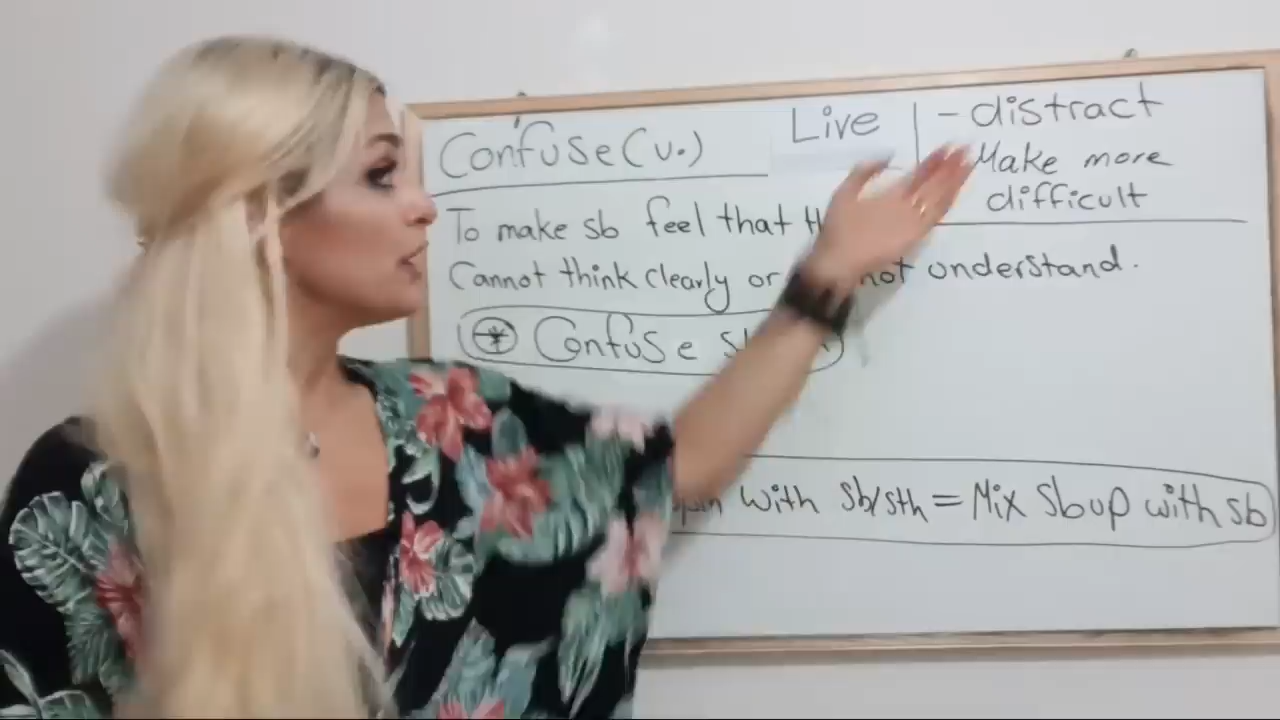 Confuse (v.)
Live
- distract
Make more
difficult
To make sb feel that
Cannot think clearly or not understand.
Confuse
with sb/sth = Mix sb up with sb